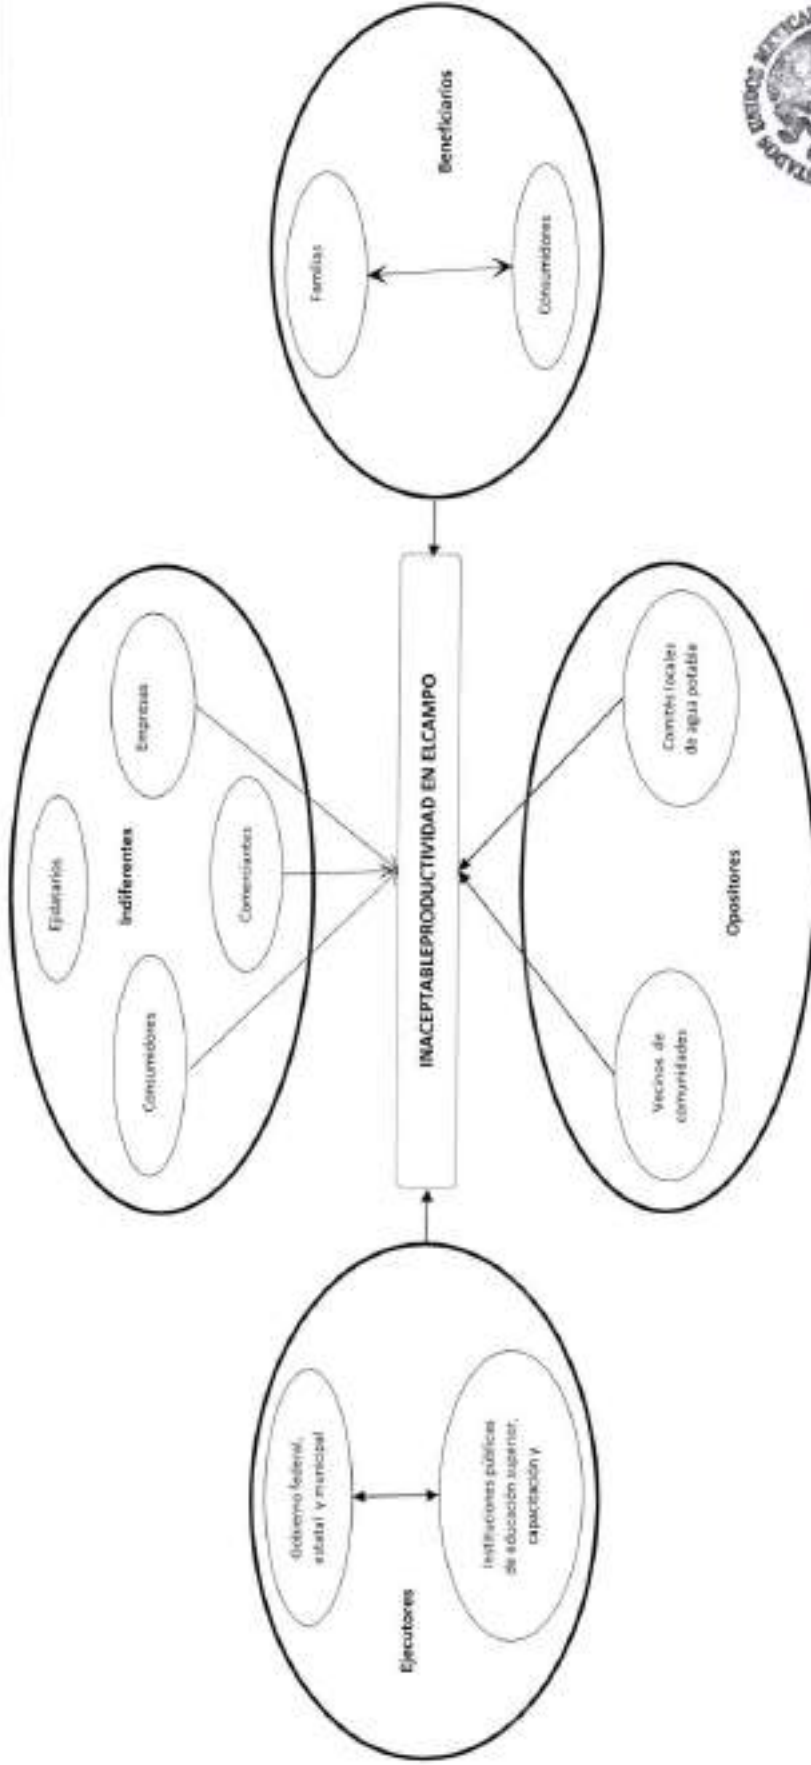 Ejidatarios
Indiferentes
Consumidores
Empresas
Comerciantes
Ejecutores
Gobierno federal,
estatal y municipal
Instituciones públicas
de educación superior,
capacitación y
INACEPTABLEPRODUCTIVIDAD EN ELCAMPO
Familias
Beneficiarios
Consumidores
Vecinos de
comunidades
Opositores
Comités locales
de agua potable
UNIDOS